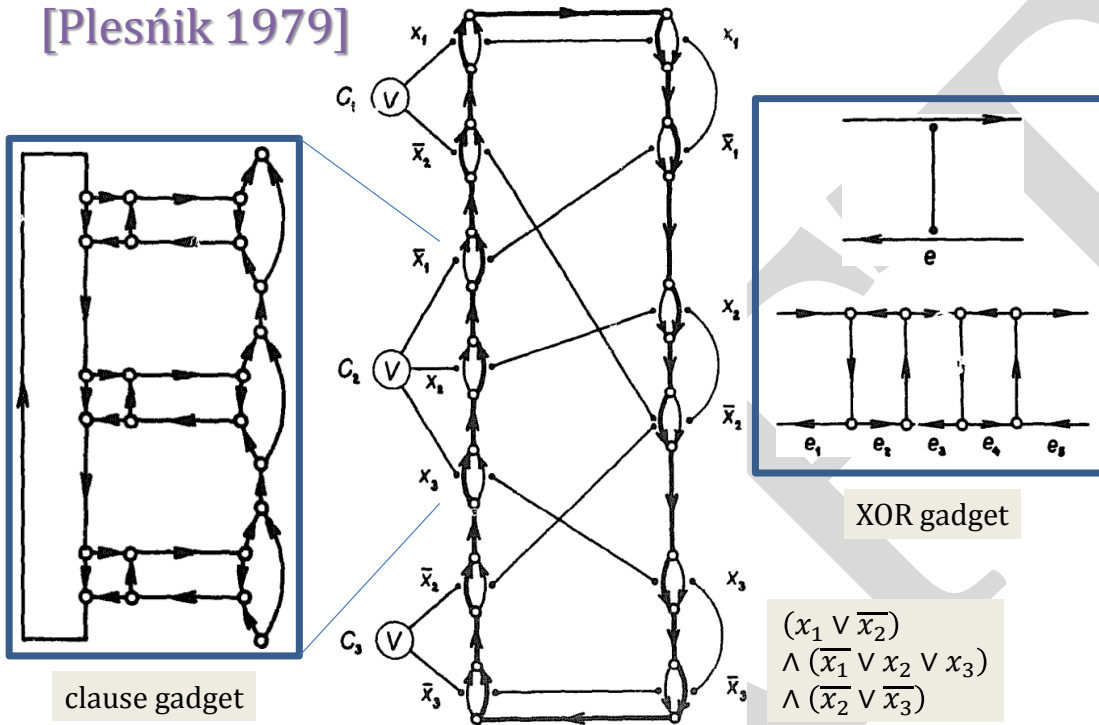 [Plesńik 1979]
x₁
x₁
C₁
V
x̄₂
x̄₁
x̄₁
C₂
V
x₂
x₂
x̄₂
x₃
x̄₂
x₃
C₃
V
x̄₃
x̄₃
clause gadget
e
e₁ e₂ e₃ e₄ e₅
XOR gadget
(x₁ ∨ x̄₂)
∧ (x̄₁ ∨ x₂ ∨ x₃)
∧ (x̄₂ ∨ x̄₃)